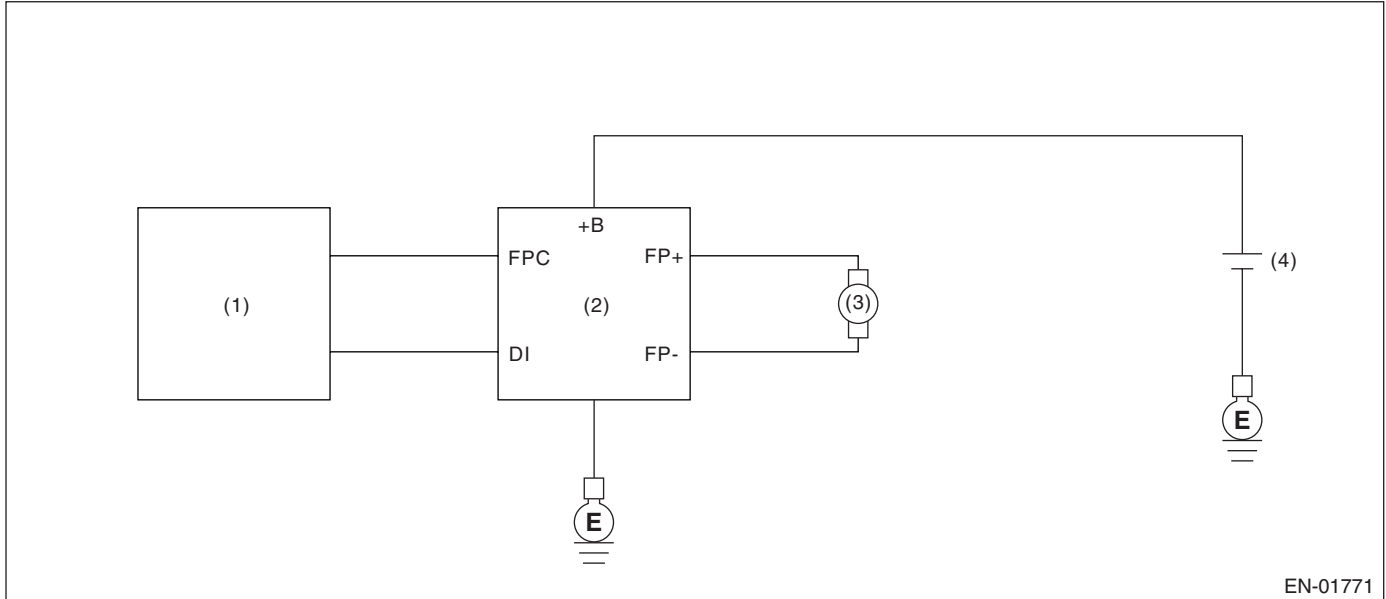 +B
FPC
FP+
(1)
(2)
(3)
(4)
DI
FP-
E
E
EN-01771